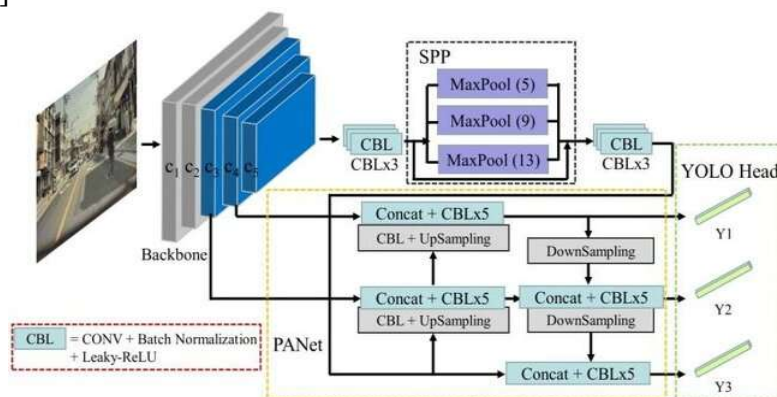 ]
SPP
MaxPool (5)
MaxPool (9)
MaxPool (13)
CBL
CBLx3
CBL
CBLx3
c1 c2 c3 c4 c5
Backbone
YOLO Head
Concat + CBLx5
CBL + UpSampling
DownSampling
Y1
Concat + CBLx5
CBL + UpSampling
Concat + CBLx5
DownSampling
Y2
PANet
Concat + CBLx5
Y3
CBL = CONV + Batch Normalization
+ Leaky-ReLU